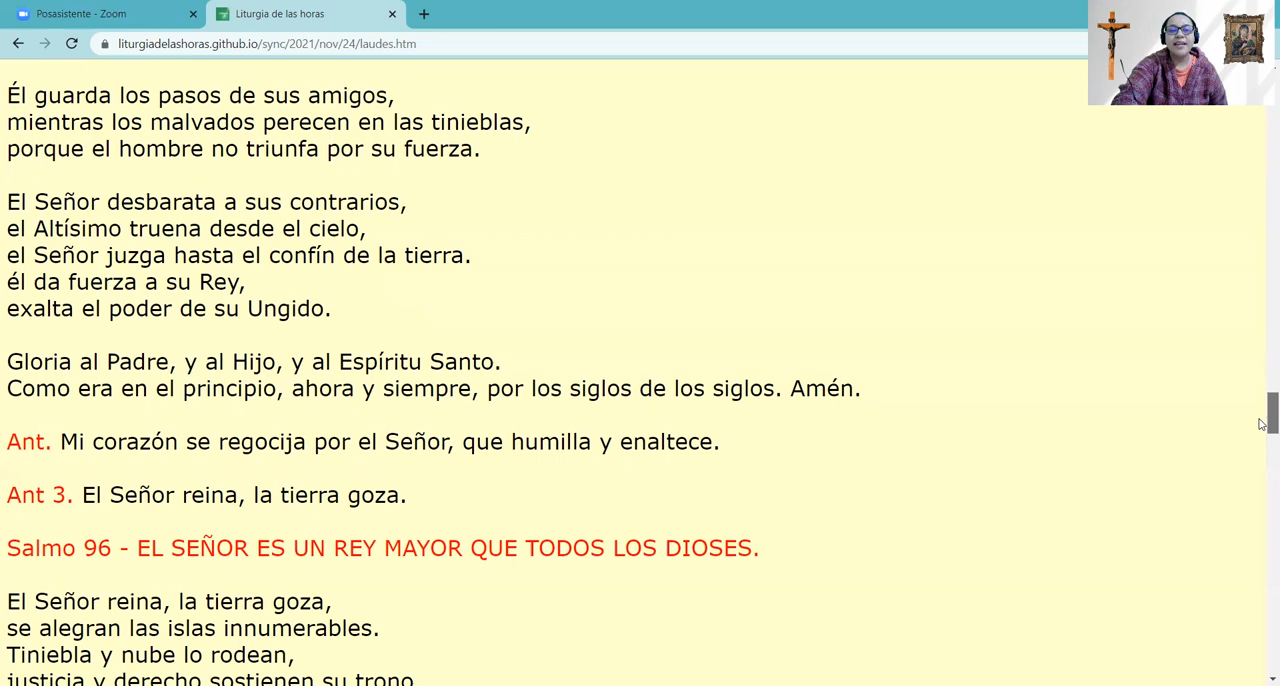 Posasistente - Zoom
Liturgia de las horas
liturgiadelashoras.github.io/sync/2021/nov/24/laudes.htm
Él guarda los pasos de sus amigos,
mientras los malvados perecen en las tinieblas,
porque el hombre no triunfa por su fuerza.
El Señor desbarata a sus contrarios,
el Altísimo truena desde el cielo,
el Señor juzga hasta el confín de la tierra.
él da fuerza a su Rey,
exalta el poder de su Ungido.
Gloria al Padre, y al Hijo, y al Espíritu Santo.
Como era en el principio, ahora y siempre, por los siglos de los siglos. Amén.
Ant. Mi corazón se regocija por el Señor, que humilla y enaltece.
Ant 3. El Señor reina, la tierra goza.
Salmo 96 - EL SEÑOR ES UN REY MAYOR QUE TODOS LOS DIOSES.
El Señor reina, la tierra goza,
se alegran las islas innumerables.
Tiniebla y nube lo rodean,
justicia y derecho sostienen su trono